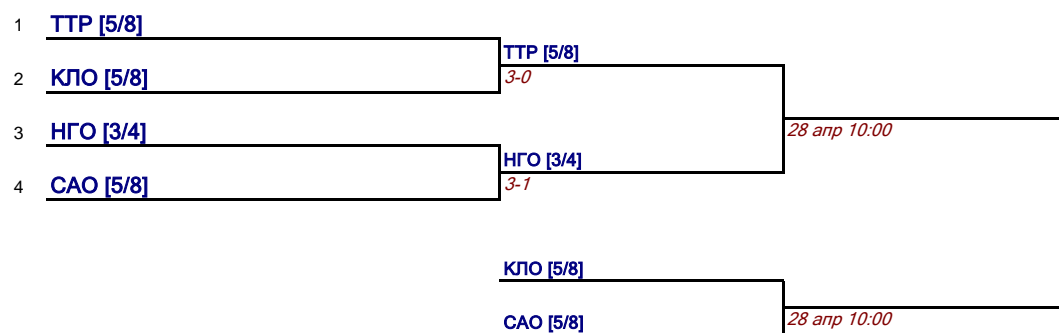 1 ТТР [5/8]
ТТР [5/8]
2 КЛО [5/8]
3-0
3 НГО [3/4]
28 апр 10:00
НГО [3/4]
4 САО [5/8]
3-1
КЛО [5/8]
САО [5/8]
28 апр 10:00